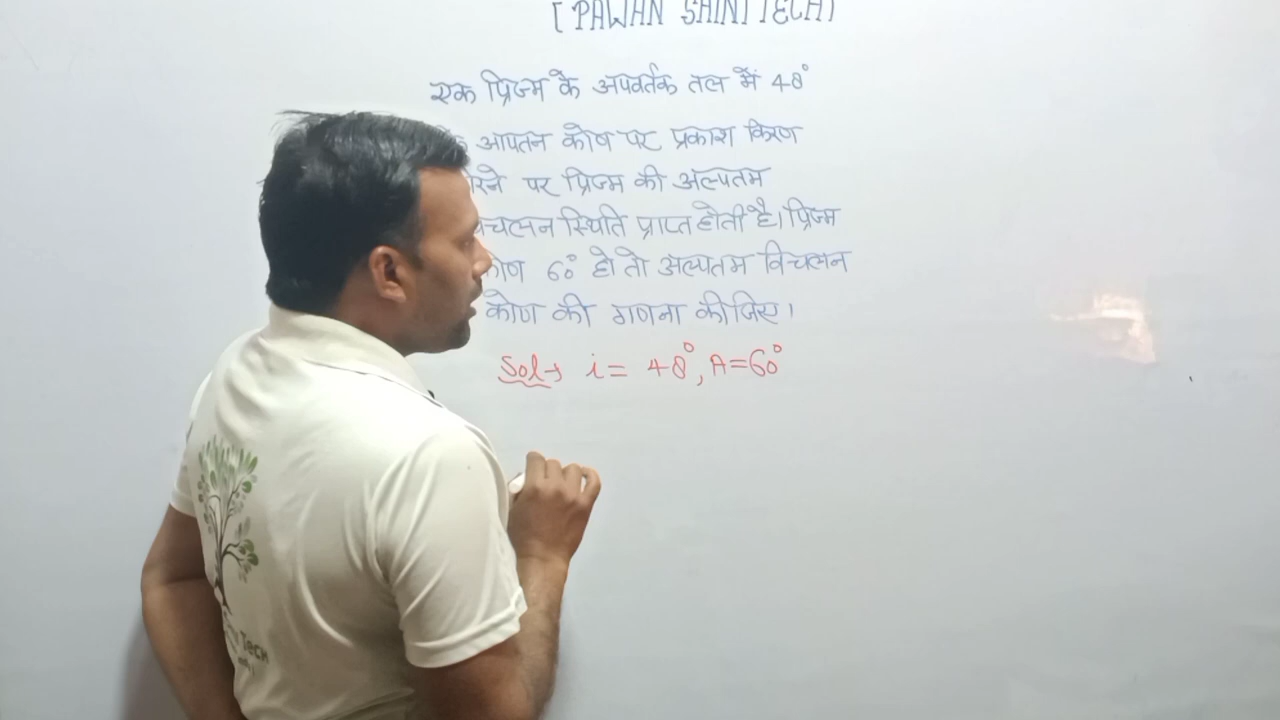 [ PAWAN SAINI TECH]
एक प्रिज्म के अपवर्तक तल में 48°
आपतन कोण पर प्रकाश किरण
पर प्रिज्म की अल्पतम
स्थिति प्राप्त होती है। प्रिज्म
60° हो तो अल्पतम विचलन
कोण की गणना कीजिए।
Sol→ i = 48°, A=60°
Tech